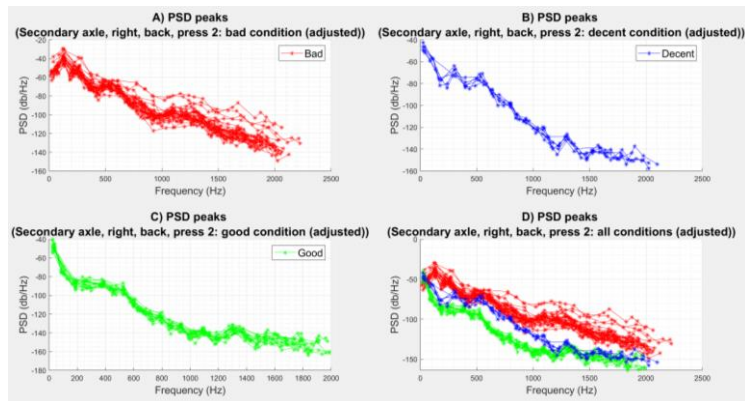 A) PSD peaks
(Secondary axle, right, back, press 2: bad condition (adjusted))
-20
-40
-60
-80
-100
-120
-140
-160
PSD (db/Hz)
Bad
0
500
1000
1500
2000
2500
Frequency (Hz)
B) PSD peaks
(Secondary axle, right, back, press 2: decent condition (adjusted))
-40
-60
-80
-100
-120
-140
-160
PSD (db/Hz)
Decent
0
500
1000
1500
2000
2500
Frequency (Hz)
C) PSD peaks
(Secondary axle, right, back, press 2: good condition (adjusted))
-40
-60
-80
-100
-120
-140
-160
-180
PSD (db/Hz)
Good
0
200
400
600
800
1000
1200
1400
1600
1800
2000
Frequency (Hz)
D) PSD peaks
(Secondary axle, right, back, press 2: all conditions (adjusted))
0
-50
-100
-150
PSD (db/Hz)
0
500
1000
1500
2000
2500
Frequency (Hz)